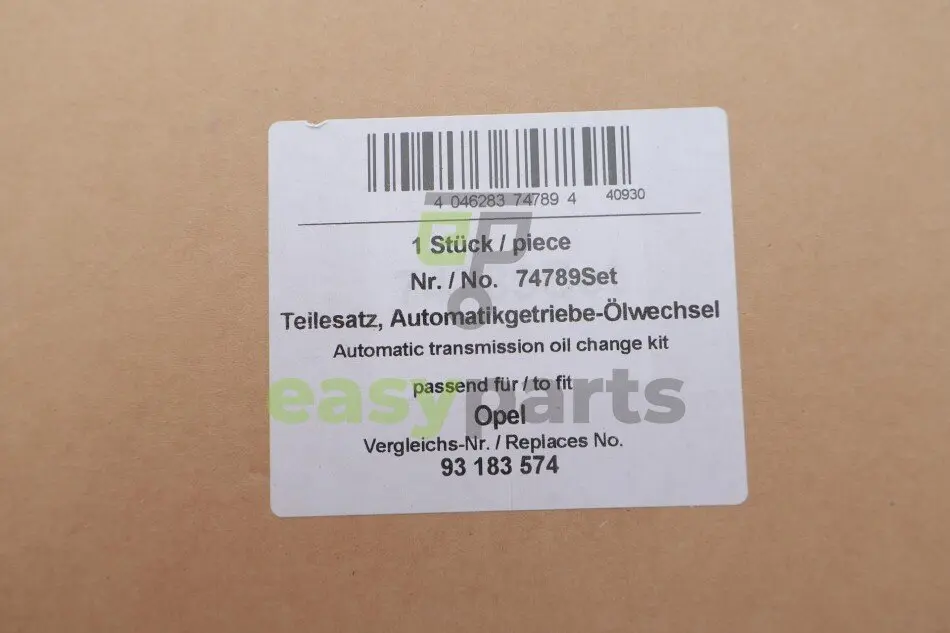 4 046283 74789 4 40930
1 Stück / piece
Nr. / No. 74789Set
Teilesatz, Automatikgetriebe-Ölwechsel
Automatic transmission oil change kit
passend für / to fit
easyparts
Opel
Vergleichs-Nr. / Replaces No.
93 183 574